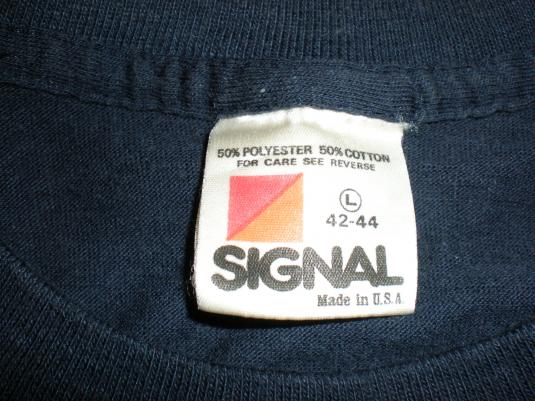 50% POLYESTER 50% COTTON
FOR CARE SEE REVERSE
L
42-44
SIGNAL
Made in U.S.A.